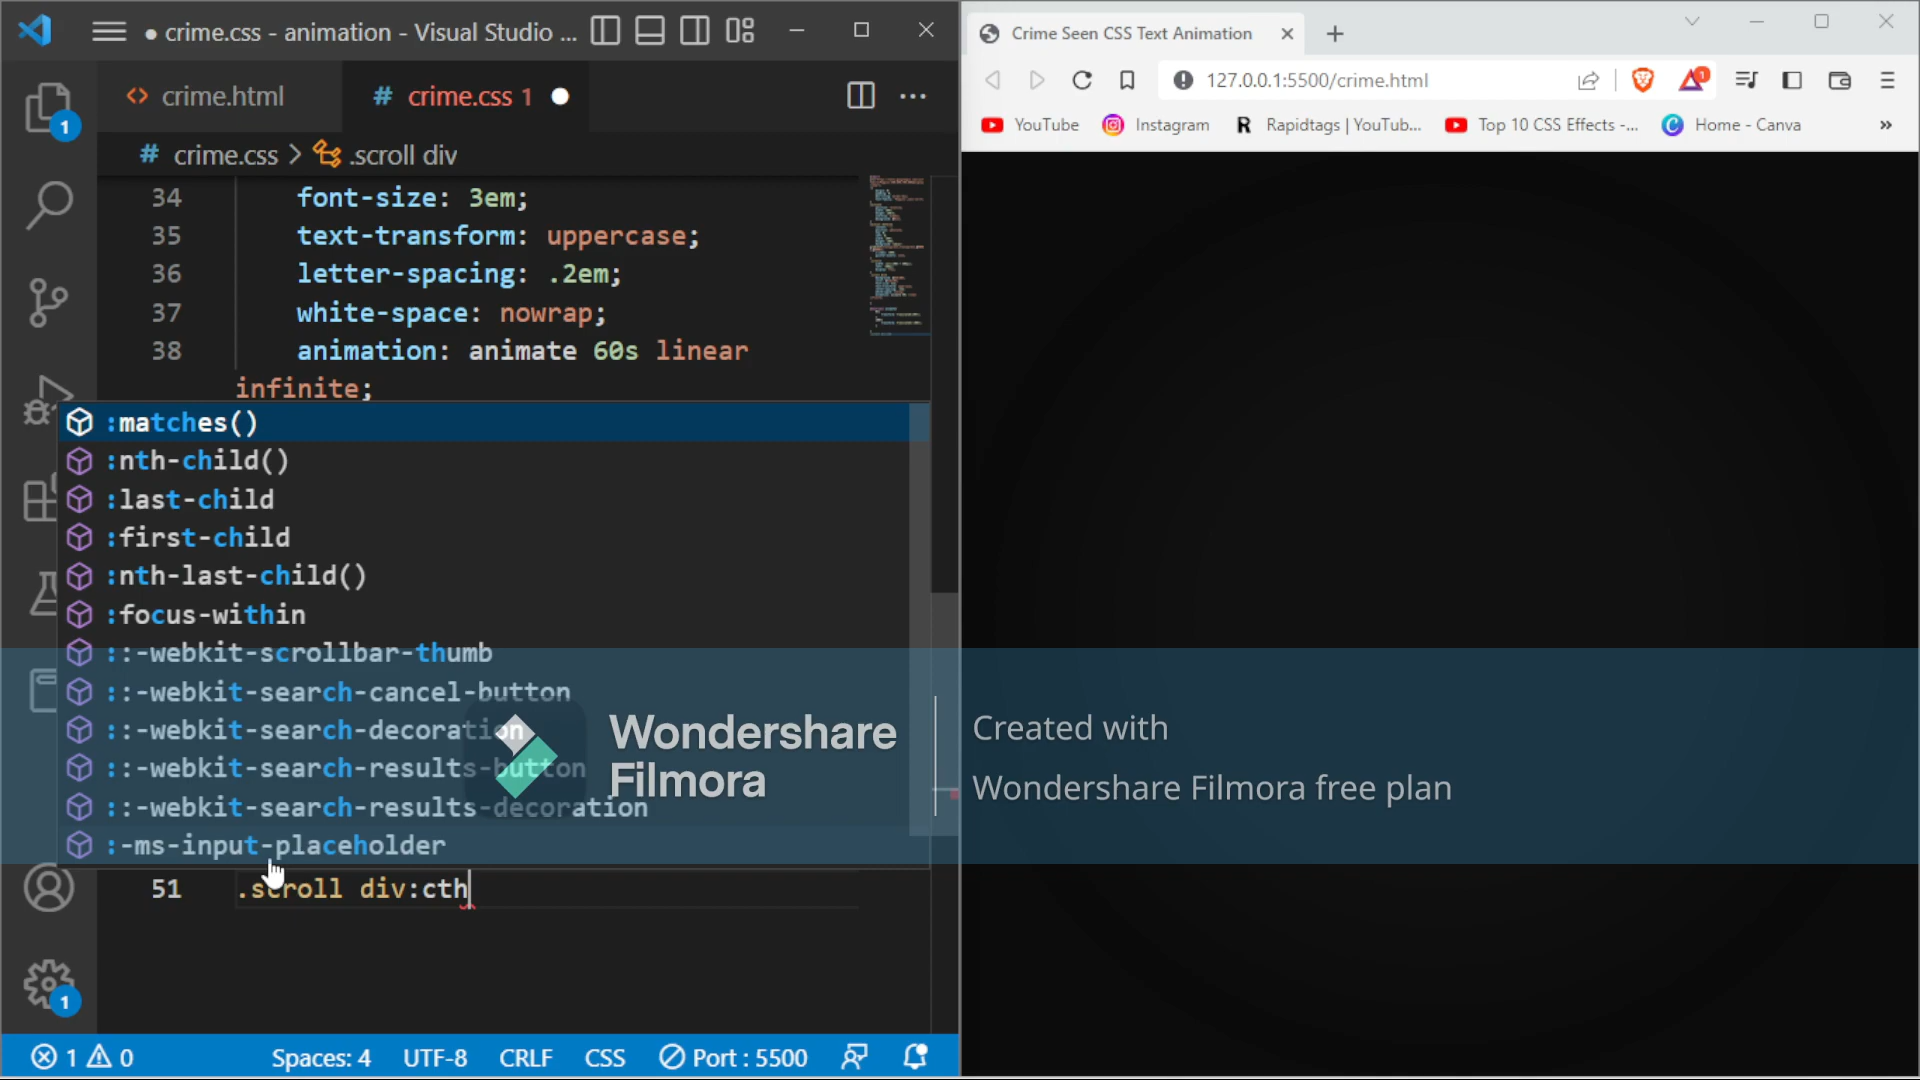 crime.css - animation - Visual Studio ...
crime.html
# crime.css 1
# crime.css > .scroll div
34 font-size: 3em;
35 text-transform: uppercase;
36 letter-spacing: .2em;
37 white-space: nowrap;
38 animation: animate 60s linear
infinite;
:matches()
:nth-child()
:last-child
:first-child
:nth-last-child()
:focus-within
::-webkit-scrollbar-thumb
::-webkit-search-cancel-button
::-webkit-search-decoration
::-webkit-search-results-button
::-webkit-search-results-decoration
:-ms-input-placeholder
51 .scroll div:cth
1
1
1 0 Spaces: 4 UTF-8 CRLF CSS Port : 5500
Crime Seen CSS Text Animation
127.0.0.1:5500/crime.html
1
YouTube Instagram R Rapidtags | YouTub... Top 10 CSS Effects -... Home - Canva »
Wondershare
Filmora
Created with
Wondershare Filmora free plan